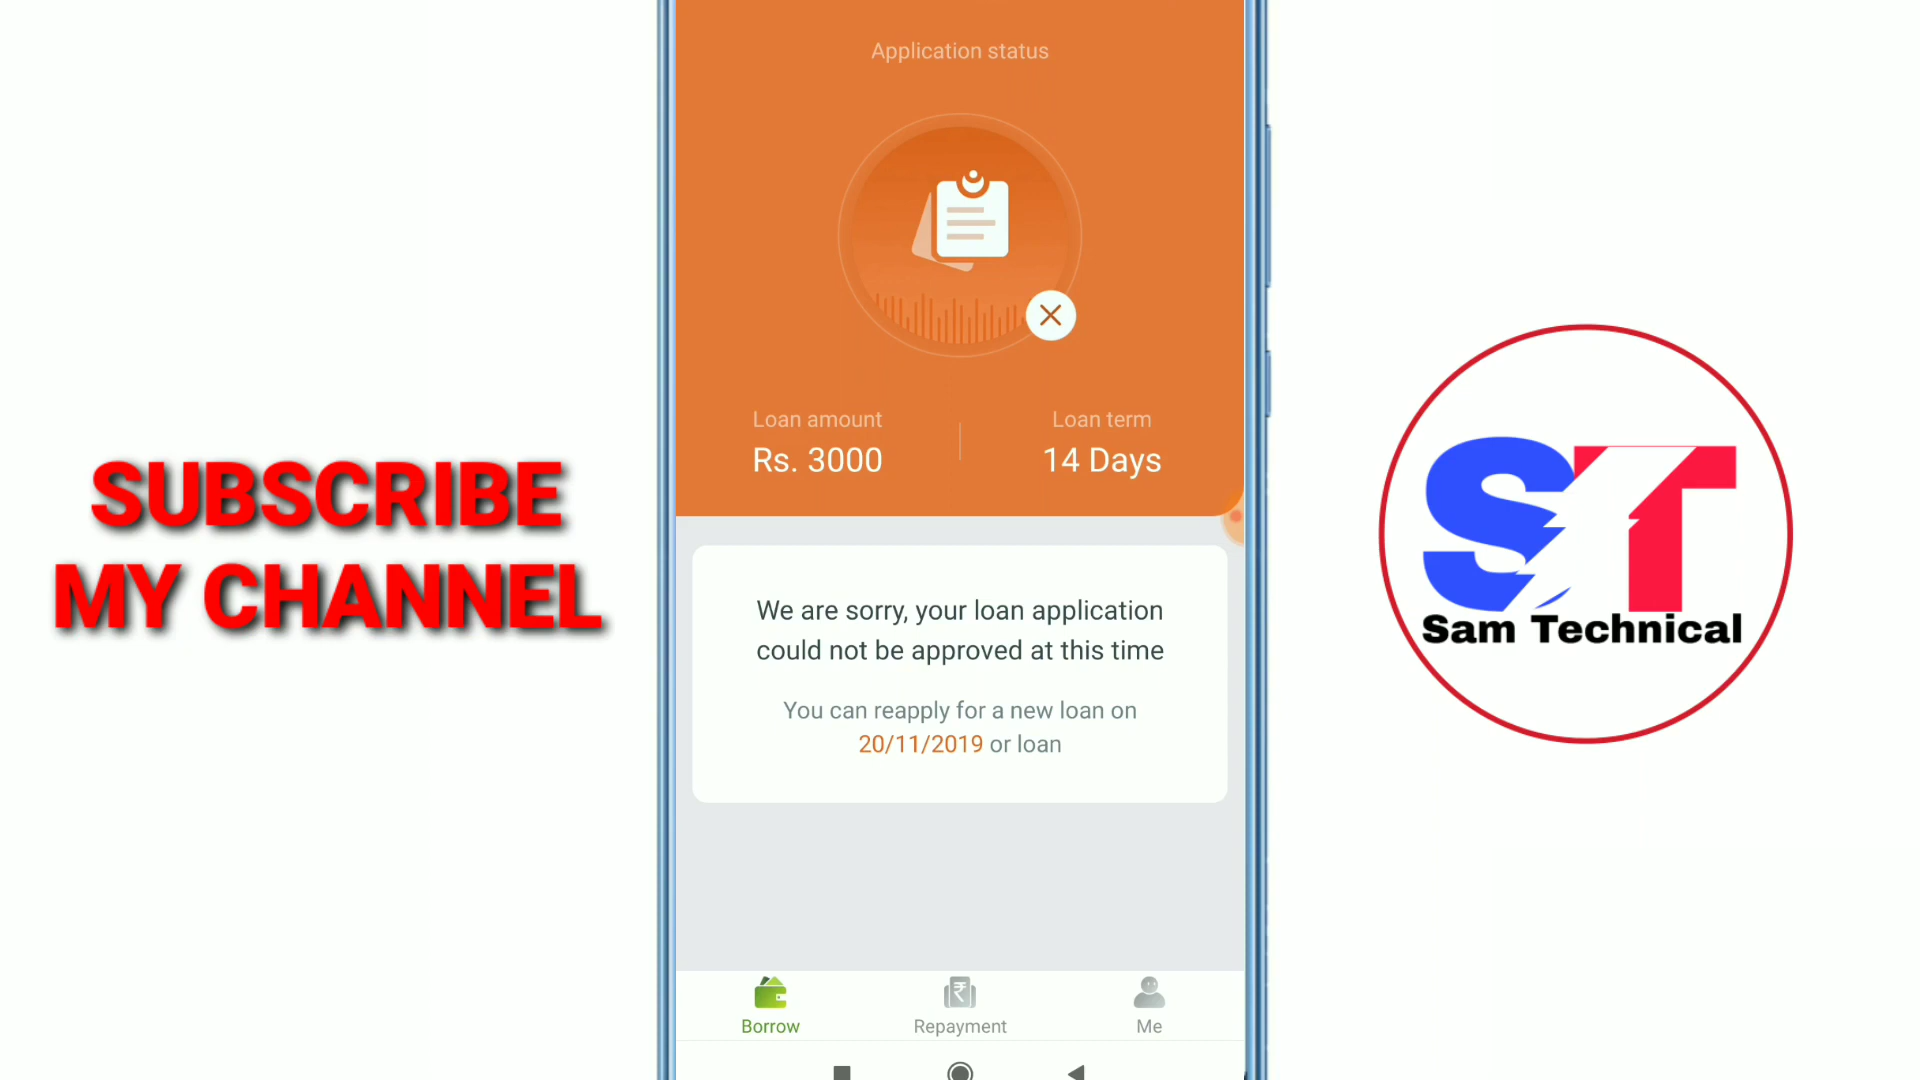 Application status
Loan amount
Rs. 3000
Loan term
14 Days
SUBSCRIBE
MY CHANNEL
ST
Sam Technical
We are sorry, your loan application
could not be approved at this time
You can reapply for a new loan on
20/11/2019 or loan
Borrow
₹
Repayment
Me